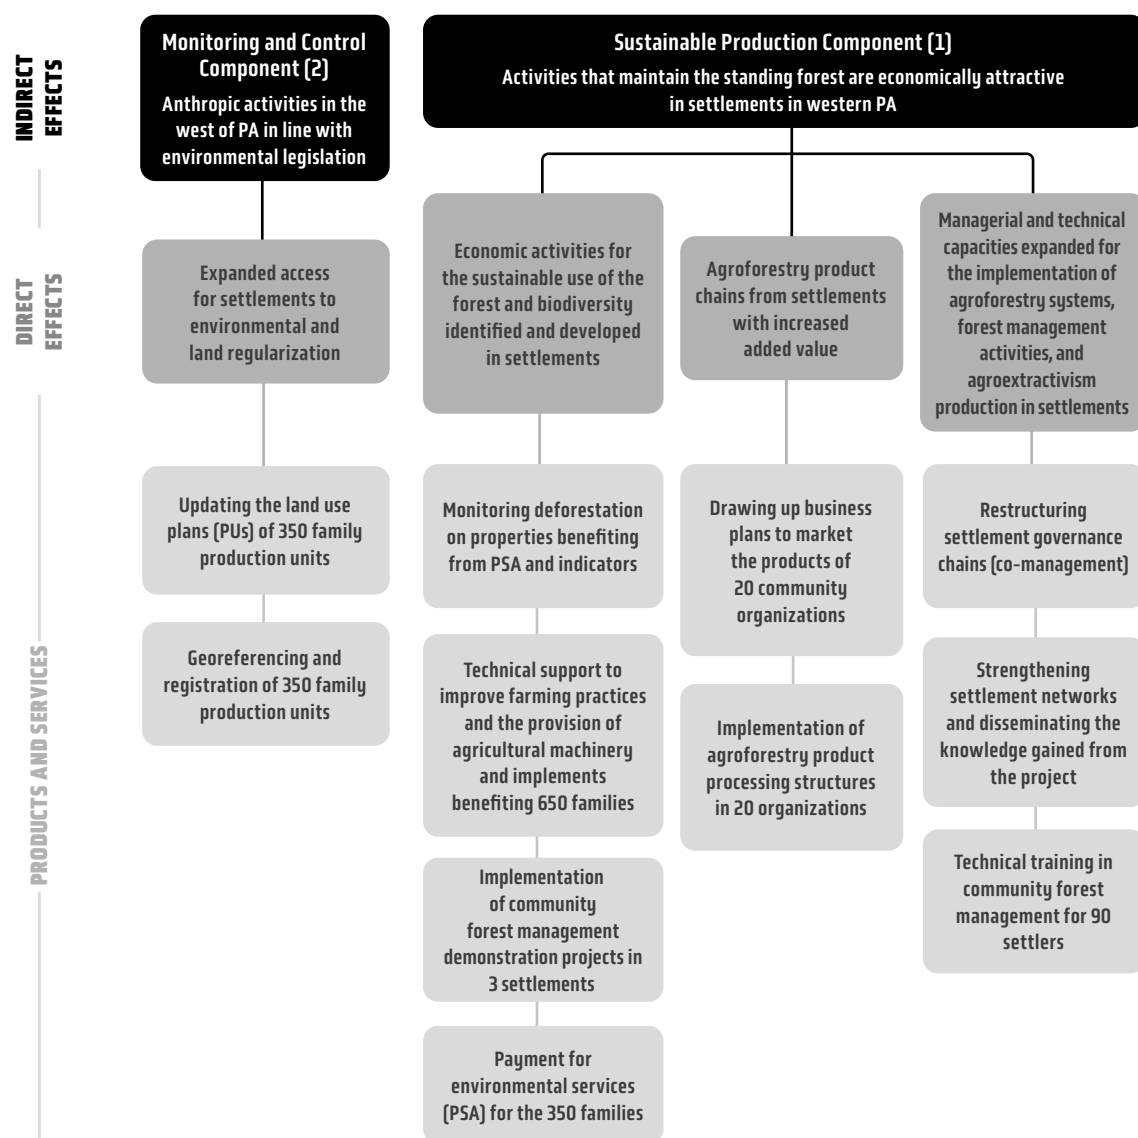 INDIRECT
EFFECTS
Monitoring and Control
Component (2)
Anthropic activities in the
west of PA in line with
environmental legislation
Sustainable Production Component (1)
Activities that maintain the standing forest are economically attractive
in settlements in western PA
DIRECT
EFFECTS
Expanded access
for settlements to
environmental and
land regularization
Economic activities for
the sustainable use of the
forest and biodiversity
identified and developed
in settlements
Agroforestry product
chains from settlements
with increased
added value
Managerial and technical
capacities expanded for
the implementation of
agroforestry systems,
forest management
activities, and
agroextractivism
production in settlements
PRODUCTS AND SERVICES
Updating the land use
plans (PUs) of 350 family
production units
Georeferencing and
registration of 350 family
production units
Monitoring deforestation
on properties benefiting
from PSA and indicators
Technical support to
improve farming practices
and the provision of
agricultural machinery
and implements
benefiting 650 families
Implementation
of community
forest management
demonstration projects in
3 settlements
Payment for
environmental services
(PSA) for the 350 families
Drawing up business
plans to market
the products of
20 community
organizations
Implementation of
agroforestry product
processing structures
in 20 organizations
Restructuring
settlement governance
chains (co-management)
Strengthening
settlement networks
and disseminating the
knowledge gained from
the project
Technical training in
community forest
management for 90
settlers